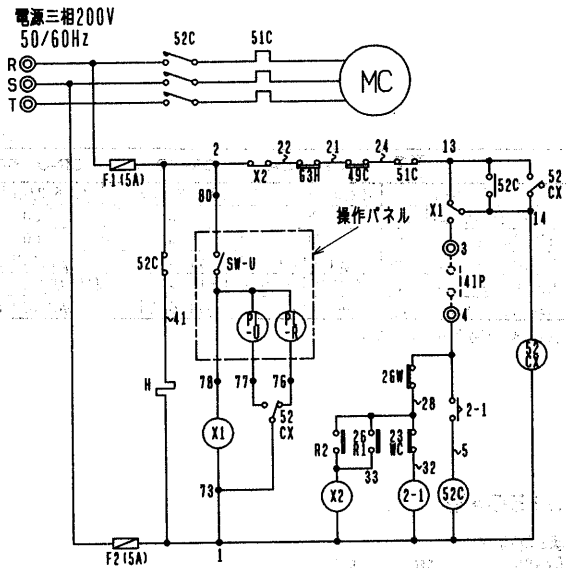 電源三相200V
50/60Hz
52C
51C
R
S
T
MC
2
22
21
24
13
F1(5A)
X2
63H
49C
51C
52C
52
CX
X1
14
80
操作パネル
52C
SW-U
3
41P
41
PL
-U
PL
-R
4
52
CX
H
78
77
76
26W
28
2-1
52
CX
X1
R2
26
R1
23
WC
5
33
32
73
X2
2-1
52C
F2(5A)
1